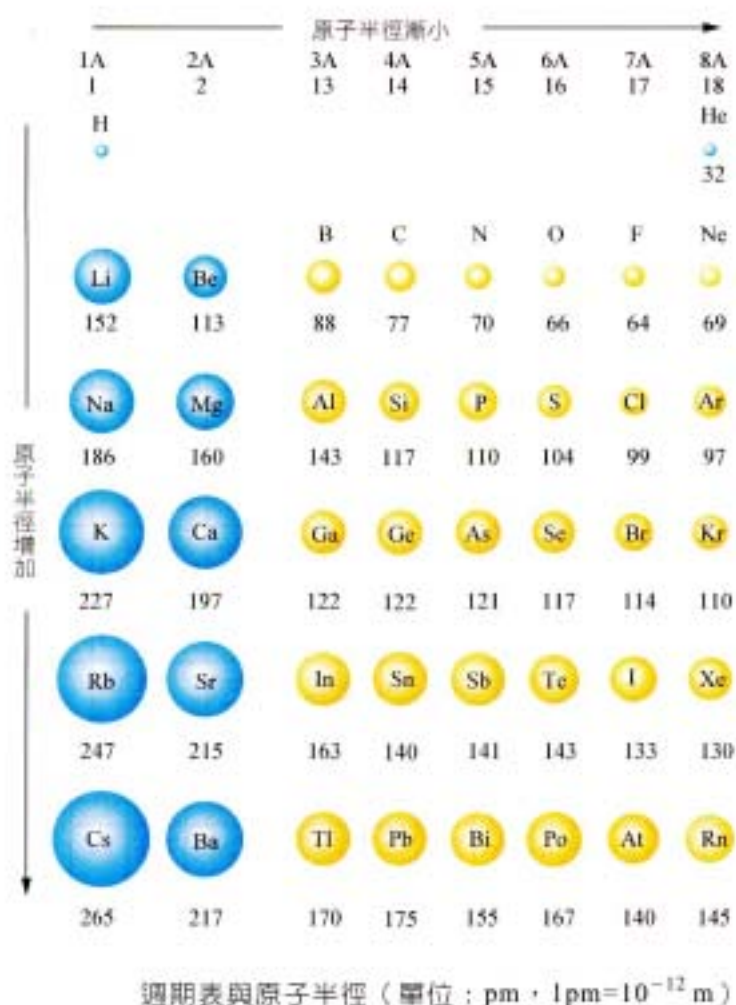 原子半徑漸小
1A 2A 3A 4A 5A 6A 7A 8A
1 2 13 14 15 16 17 18
H He
32
B C N O F Ne
Li Be
152 113 88 77 70 66 64 69
Na Mg Al Si P S Cl Ar
186 160 143 117 110 104 99 97
原子半徑增加
K Ca Ga Ge As Se Br Kr
227 197 122 122 121 117 114 110
Rb Sr In Sn Sb Te I Xe
247 215 163 140 141 143 133 130
Cs Ba Tl Pb Bi Po At Rn
265 217 170 175 155 167 140 145
週期表與原子半徑（單位：pm，1pm=10⁻¹² m）